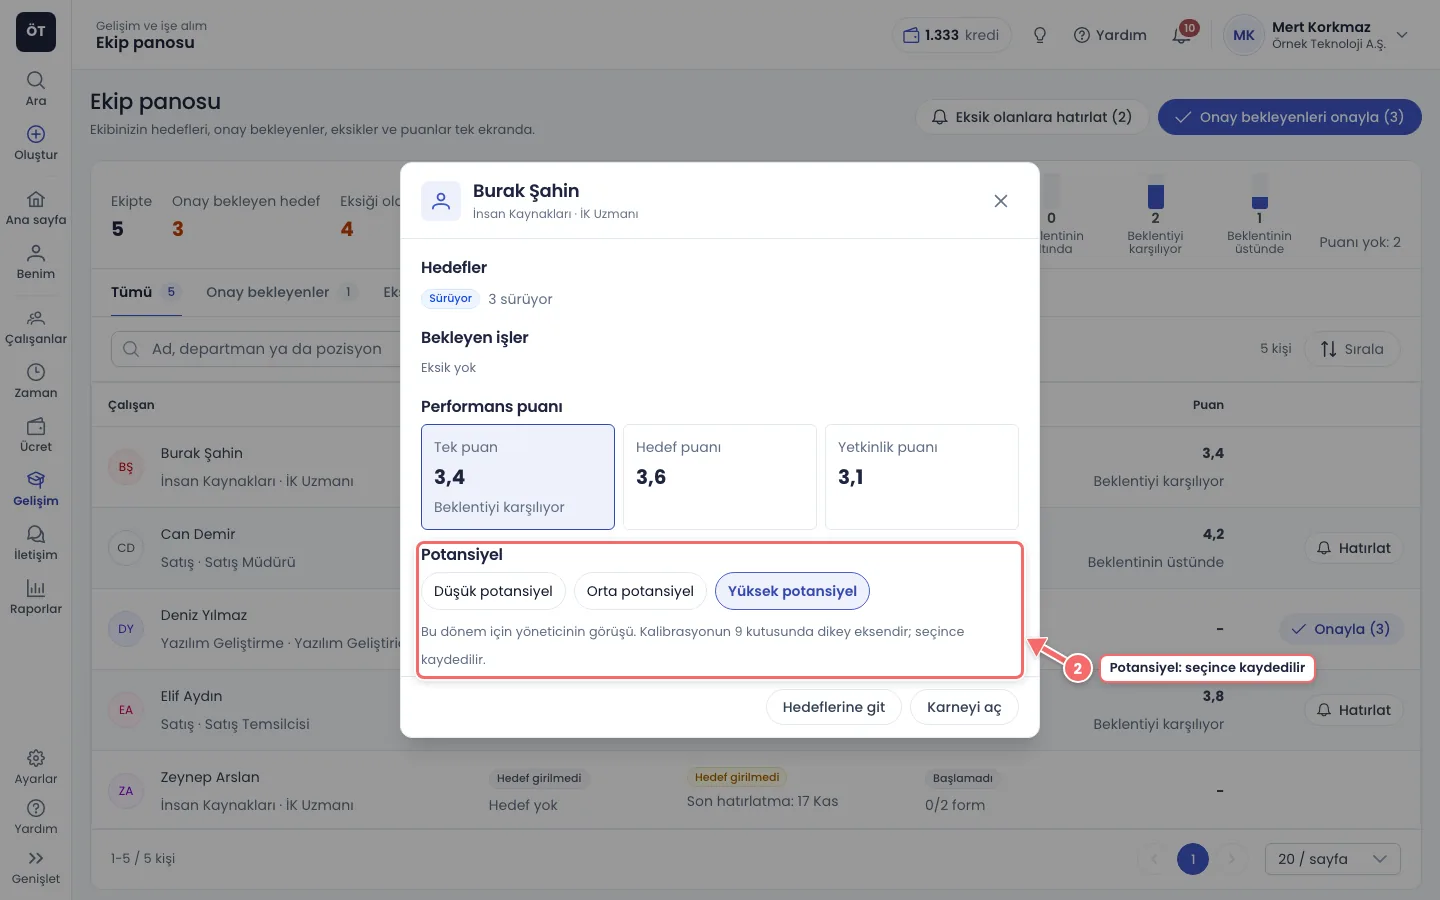 ÖT
Gelişim ve işe alım
Ekip panosu
1.333 kredi
Yardım
10
MK
Mert Korkmaz
Örnek Teknoloji A.Ş.
Ara
Oluştur
Ana sayfa
Benim
Çalışanlar
Zaman
Ücret
Gelişim
İletişim
Raporlar
Ayarlar
Yardım
Genişlet
Ekip panosu
Ekibinizin hedefleri, onay bekleyenler, eksikler ve puanlar tek ekranda.
Eksik olanlara hatırlat (2)
Onay bekleyenleri onayla (3)
Ekipte
5
Onay bekleyen hedef
3
Eksiği
4
0
2
Beklentiyi
karşılıyor
1
Beklentinin
üstünde
Puanı yok: 2
Tümü 5
Onay bekleyenler 1
Ad, departman ya da pozisyon
5 kişi
Sırala
Çalışan
Puan
BŞ
Burak Şahin
İnsan Kaynakları · İK Uzmanı
3,4
Beklentiyi karşılıyor
CD
Can Demir
Satış · Satış Müdürü
4,2
Beklentinin üstünde
Hatırlat
DY
Deniz Yılmaz
Yazılım Geliştirme · Yazılım
-
Onayla (3)
EA
Elif Aydın
Satış · Satış Temsilcisi
3,8
Beklentiyi karşılıyor
Hatırlat
ZA
Zeynep Arslan
İnsan Kaynakları · İK Uzmanı
Hedef girilmedi
Hedef yok
Hedef girilmedi
Son hatırlatma: 17 Kas
Başlamadı
0/2 form
-
1-5 / 5 kişi
1
20 / sayfa
Burak Şahin
İnsan Kaynakları · İK Uzmanı
Hedefler
Sürüyor 3 sürüyor
Bekleyen işler
Eksik yok
Performans puanı
Tek puan
3,4
Beklentiyi karşılıyor
Hedef puanı
3,6
Yetkinlik puanı
3,1
Potansiyel
Düşük potansiyel
Orta potansiyel
Yüksek potansiyel
Bu dönem için yöneticinin görüşü. Kalibrasyonun 9 kutusunda dikey eksendir; seçince
kaydedilir.
Hedeflerine git
Karneyi aç
2
Potansiyel: seçince kaydedilir